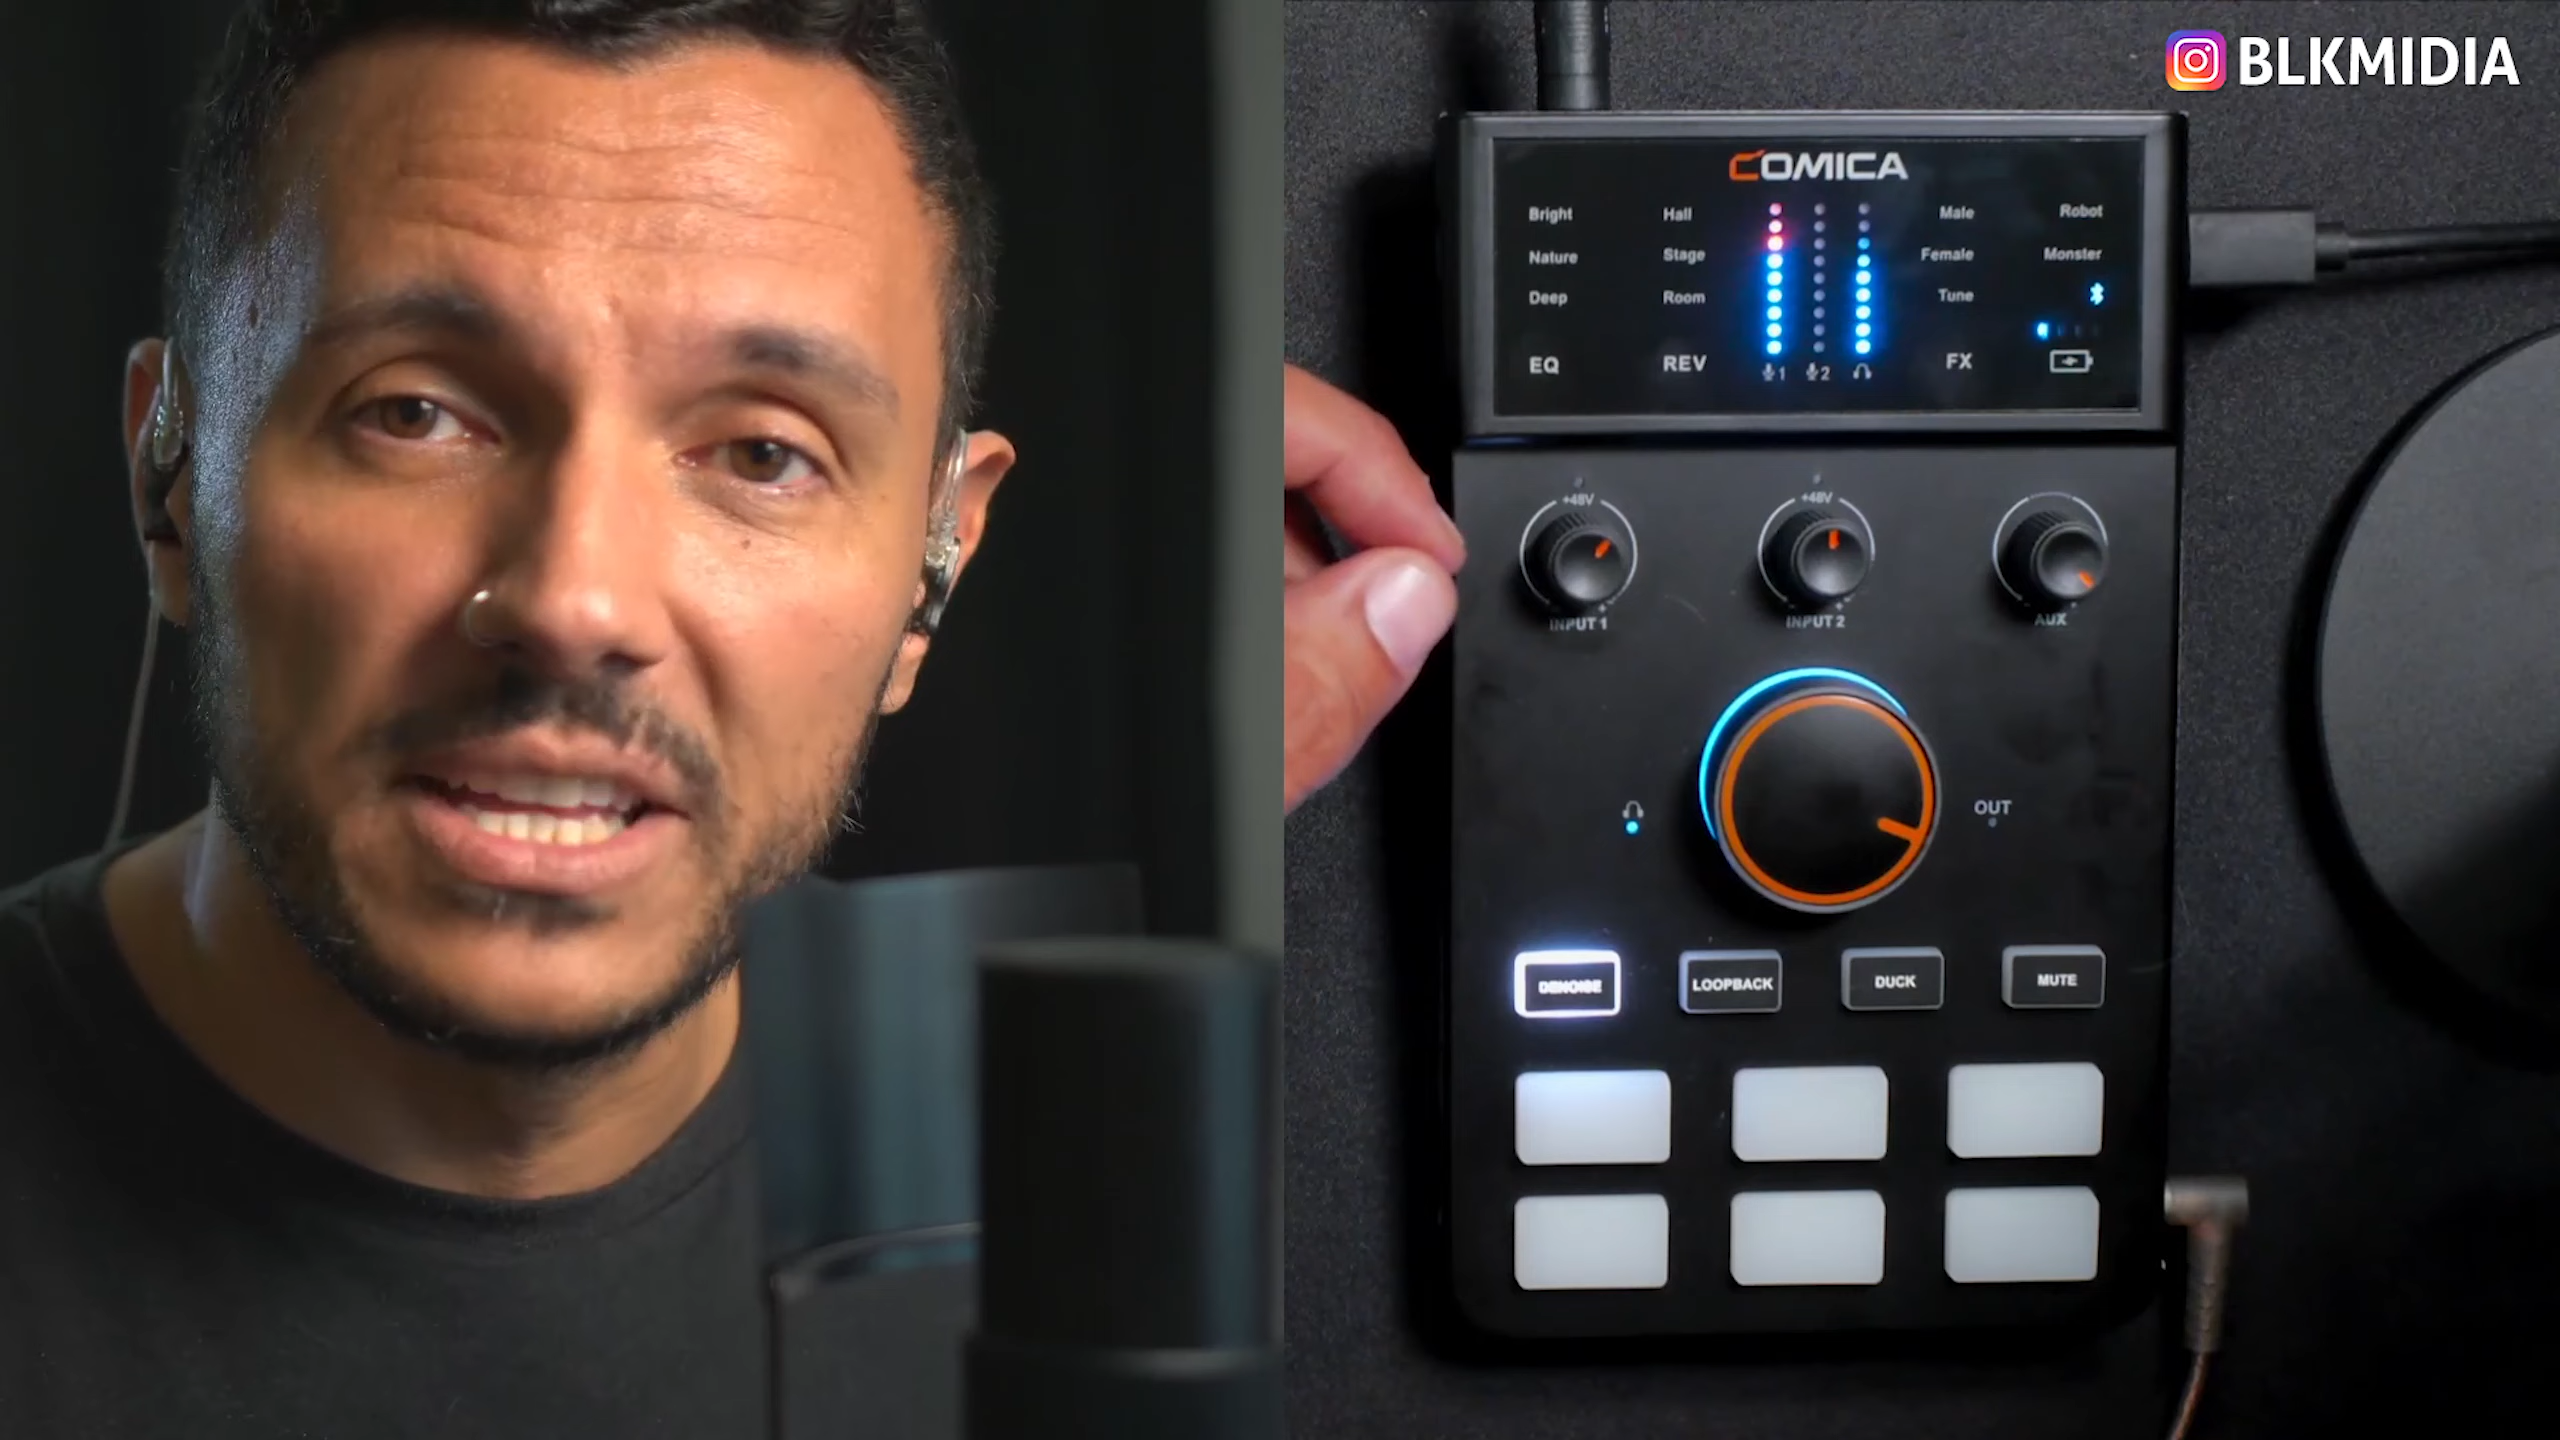 BLKMIDIA
COMICA
Bright Hall Male Robot
Nature Stage Female Monster
Deep Room Tune
EQ REV 1 2 FX
+48V +48V
INPUT 1 INPUT 2 AUX
OUT
DENOISE LOOPBACK DUCK MUTE